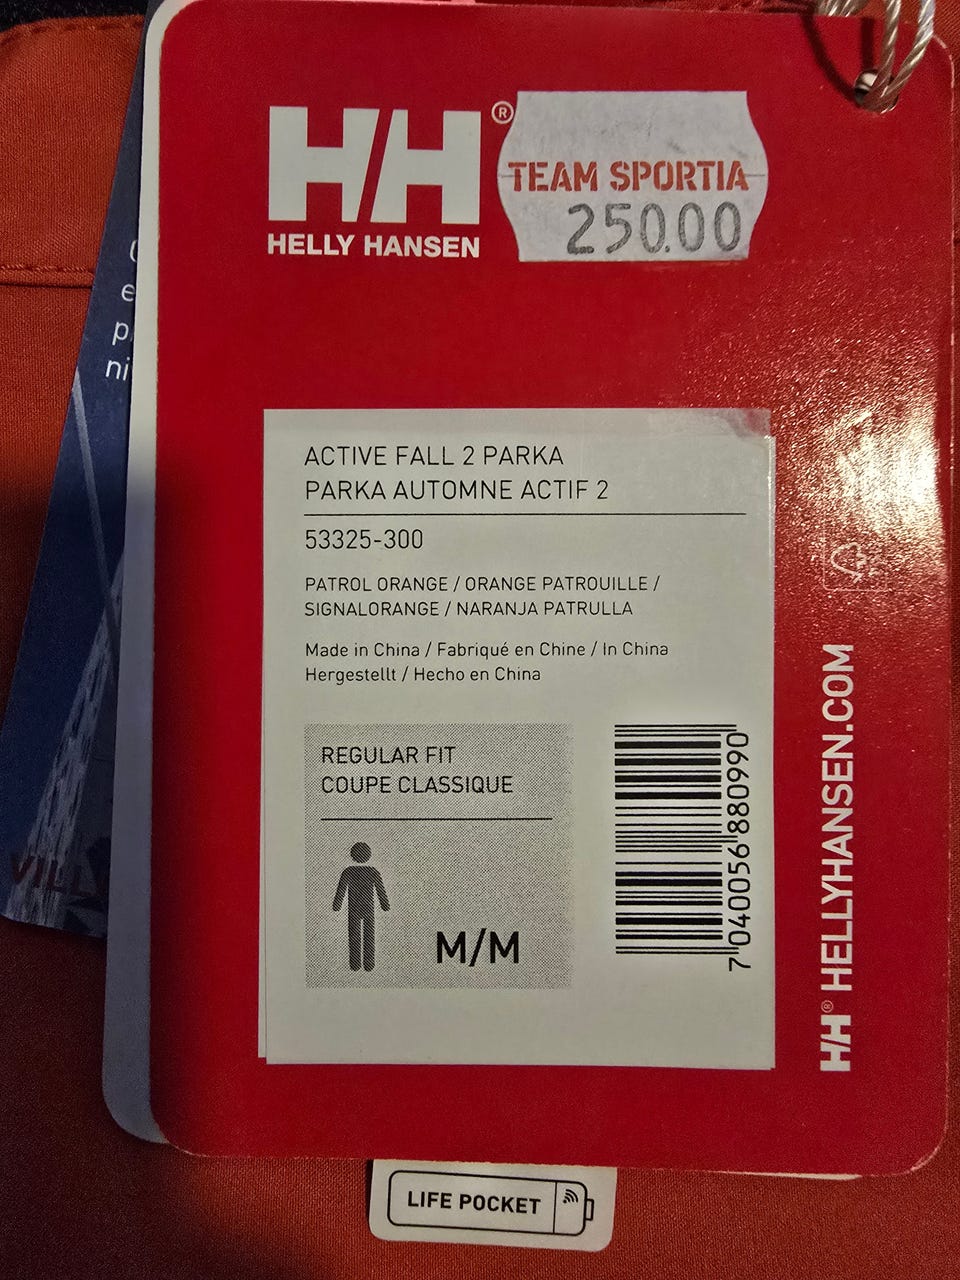 HH®
HELLY HANSEN
TEAM SPORTIA
250.00
ACTIVE FALL 2 PARKA
PARKA AUTOMNE ACTIF 2
53325-300
PATROL ORANGE / ORANGE PATROUILLE /
SIGNALORANGE / NARANJA PATRULLA
Made in China / Fabriqué en Chine / In China
Hergestellt / Hecho en China
REGULAR FIT
COUPE CLASSIQUE
M/M
7 040056 880990
HH® HELLYHANSEN.COM
LIFE POCKET
ni